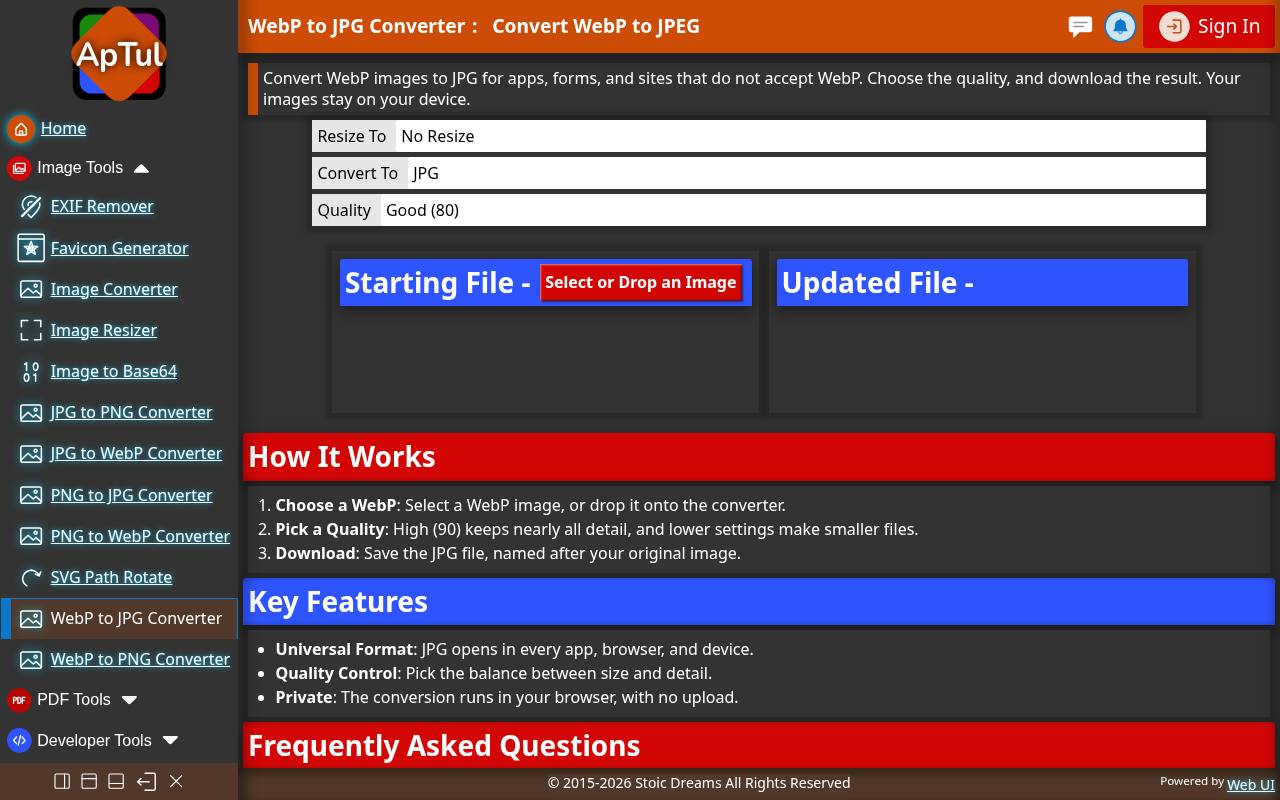 ApTul
Home
Image Tools
EXIF Remover
Favicon Generator
Image Converter
Image Resizer
Image to Base64
JPG to PNG Converter
JPG to WebP Converter
PNG to JPG Converter
PNG to WebP Converter
SVG Path Rotate
WebP to JPG Converter
WebP to PNG Converter
PDF Tools
Developer Tools
WebP to JPG Converter : Convert WebP to JPEG
Sign In
Convert WebP images to JPG for apps, forms, and sites that do not accept WebP. Choose the quality, and download the result. Your
images stay on your device.
Resize To No Resize
Convert To JPG
Quality Good (80)
Starting File - Select or Drop an Image
Updated File -
How It Works
1. Choose a WebP: Select a WebP image, or drop it onto the converter.
2. Pick a Quality: High (90) keeps nearly all detail, and lower settings make smaller files.
3. Download: Save the JPG file, named after your original image.
Key Features
• Universal Format: JPG opens in every app, browser, and device.
• Quality Control: Pick the balance between size and detail.
• Private: The conversion runs in your browser, with no upload.
Frequently Asked Questions
© 2015-2026 Stoic Dreams All Rights Reserved
Powered by Web UI